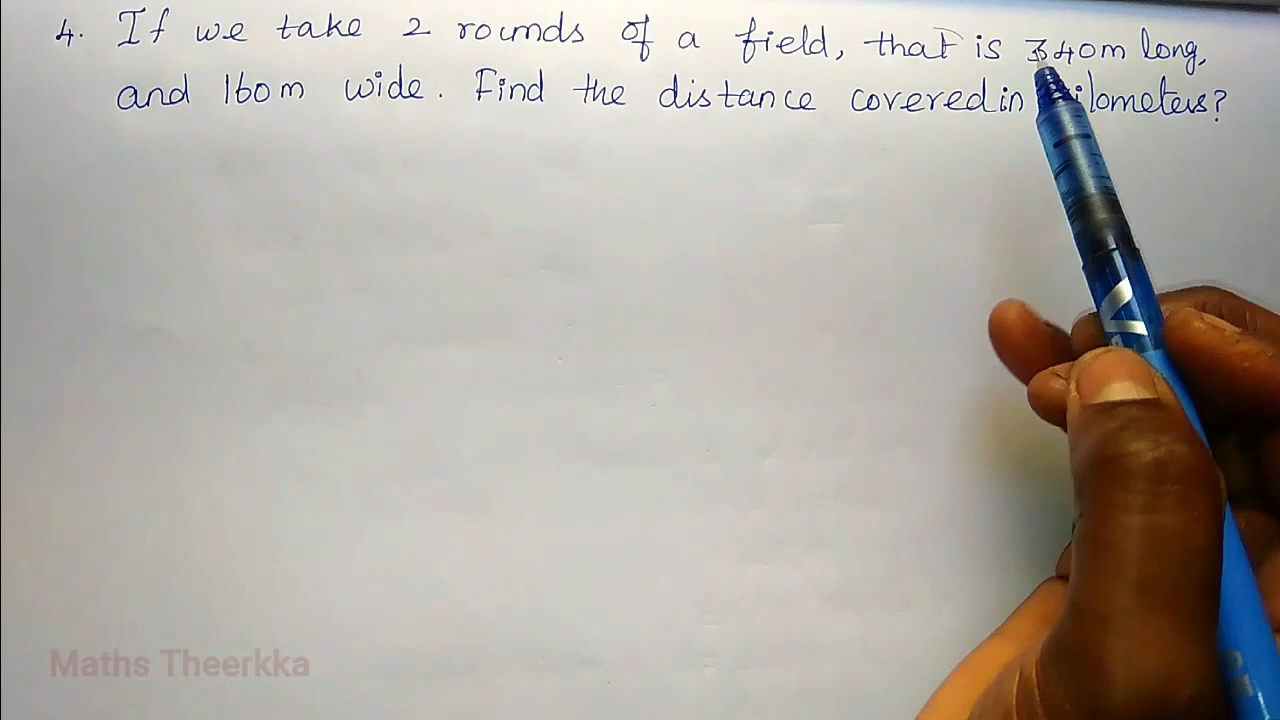 4. If we take 2 rounds of a field, that is 340m long,
and 160m wide. Find the distance covered in kilometers?
Maths Theerkka